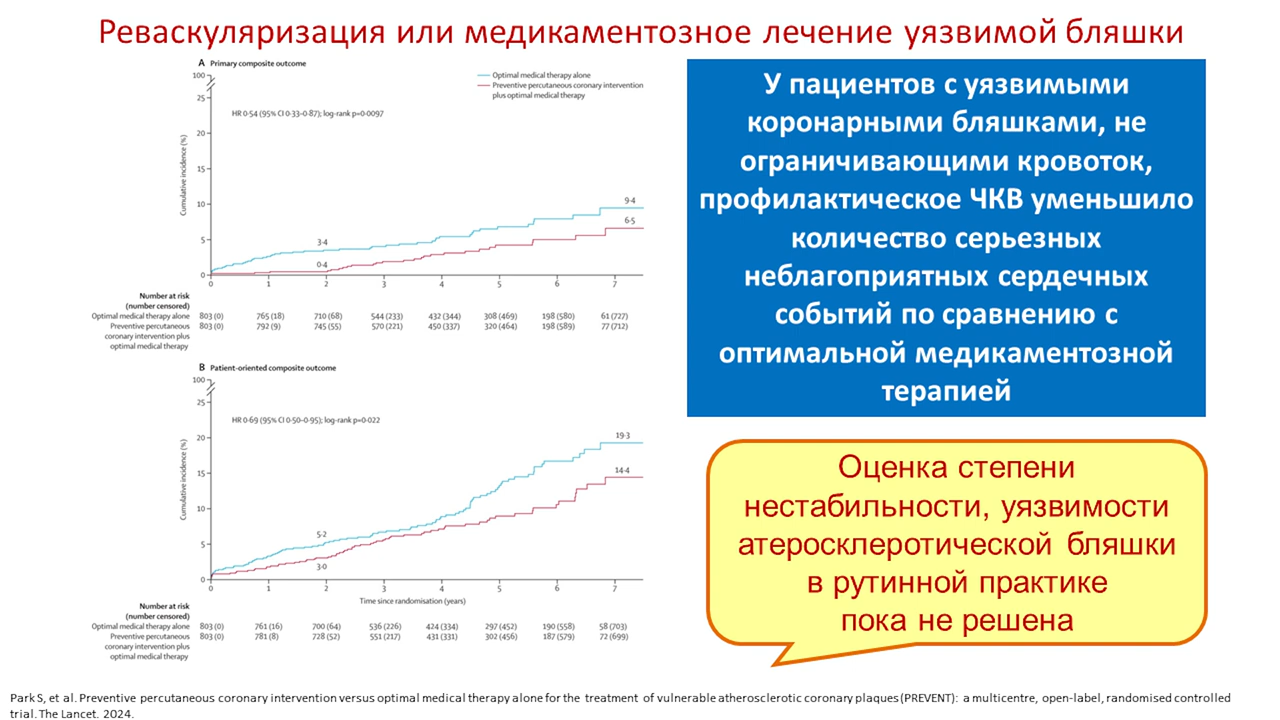 Реваскуляризация или медикаментозное лечение уязвимой бляшки
A Primary composite outcome
Optimal medical therapy alone
Preventive percutaneous coronary intervention
plus optimal medical therapy
HR 0·54 (95% CI 0·33–0·87); log-rank p=0·0097
Cumulative incidence (%)
100
25
20
15
10
5
0
3·4
0·4
9·4
6·5
0 1 2 3 4 5 6 7
Number at risk
(number censored)
Optimal medical therapy alone 803 (0) 765 (18) 710 (68) 544 (233) 432 (344) 308 (469) 198 (580) 61 (727)
Preventive percutaneous 803 (0) 792 (9) 745 (55) 570 (221) 450 (337) 320 (464) 198 (589) 77 (712)
coronary intervention plus
optimal medical therapy
B Patient-oriented composite outcome
HR 0·69 (95% CI 0·50–0·95); log-rank p=0·022
Cumulative incidence (%)
100
25
20
15
10
5
0
5·2
3·0
19·3
14·4
0 1 2 3 4 5 6 7
Time since randomisation (years)
Number at risk
(number censored)
Optimal medical therapy alone 803 (0) 761 (16) 700 (64) 536 (226) 424 (334) 297 (452) 190 (558) 58 (703)
Preventive percutaneous 803 (0) 781 (8) 728 (52) 551 (217) 431 (331) 302 (456) 187 (579) 72 (699)
coronary intervention plus
optimal medical therapy
У пациентов с уязвимыми
коронарными бляшками, не
ограничивающими кровоток,
профилактическое ЧКВ уменьшило
количество серьезных
неблагоприятных сердечных
событий по сравнению с
оптимальной медикаментозной
терапией
Оценка степени
нестабильности, уязвимости
атеросклеротической бляшки
в рутинной практике
пока не решена
Park S, et al. Preventive percutaneous coronary intervention versus optimal medical therapy alone for the treatment of vulnerable atherosclerotic coronary plaques (PREVENT): a multicentre, open-label, randomised controlled
trial. The Lancet. 2024.